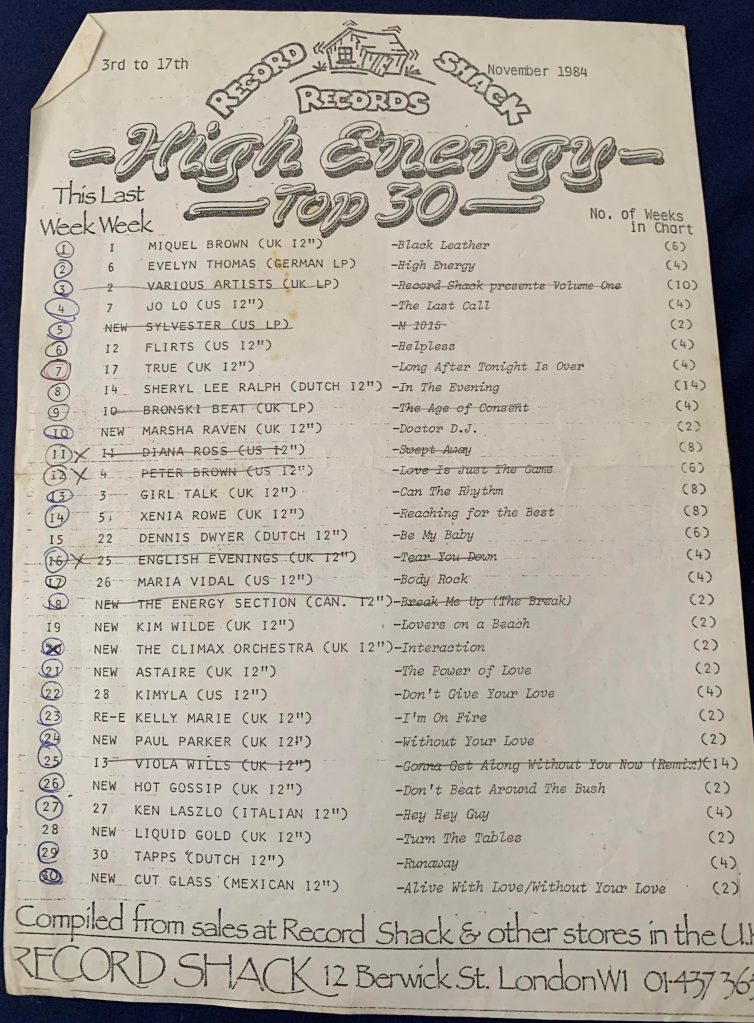 3rd to 17th
November 1984
RECORD SHACK
RECORDS
High Energy
Top 30
This Last
Week Week
No. of Weeks
in Chart
1 1 MIQUEL BROWN (UK 12") -Black Leather (6)
2 6 EVELYN THOMAS (GERMAN LP) -High Energy (4)
3 2 VARIOUS ARTISTS (UK LP) -Record Shack presents Volume One (10)
4 7 JO LO (US 12") -The Last Call (4)
5 NEW SYLVESTER (US LP) -M 1015 (2)
6 12 FLIRTS (US 12") -Helpless (4)
7 17 TRUE (UK 12") -Long After Tonight Is Over (4)
8 14 SHERYL LEE RALPH (DUTCH 12") -In The Evening (14)
9 10 BRONSKI BEAT (UK LP) -The Age of Consent (4)
10 NEW MARSHA RAVEN (UK 12") -Doctor D.J. (2)
11 11 DIANA ROSS (US 12") -Swept Away (8)
12 4 PETER BROWN (US 12") -Love Is Just The Game (6)
13 3 GIRL TALK (UK 12") -Can The Rhythm (8)
14 5 XENIA ROWE (UK 12") -Reaching for the Best (8)
15 22 DENNIS DWYER (DUTCH 12") -Be My Baby (6)
16 25 ENGLISH EVENINGS (UK 12") -Tear You Down (4)
17 26 MARIA VIDAL (US 12") -Body Rock (4)
18 NEW THE ENERGY SECTION (CAN. 12") -Break Me Up (The Break) (2)
19 NEW KIM WILDE (UK 12") -Lovers on a Beach (2)
20 NEW THE CLIMAX ORCHESTRA (UK 12") -Interaction (2)
21 NEW ASTAIRE (UK 12") -The Power of Love (2)
22 28 KIMYLA (US 12") -Don't Give Your Love (4)
23 RE-E KELLY MARIE (UK 12") -I'm On Fire (2)
24 NEW PAUL PARKER (UK 12") -Without Your Love (2)
25 13 VIOLA WILLS (UK 12") -Gonna Get Along Without You Now (Remix) (14)
26 NEW HOT GOSSIP (UK 12") -Don't Beat Around The Bush (2)
27 27 KEN LASZLO (ITALIAN 12") -Hey Hey Guy (4)
28 NEW LIQUID GOLD (UK 12") -Turn The Tables (2)
29 30 TAPPS (DUTCH 12") -Runaway (4)
30 NEW CUT GLASS (MEXICAN 12") -Alive With Love/Without Your Love (2)
Compiled from sales at Record Shack & other stores in the U.K
RECORD SHACK 12 Berwick St. London W1 01·437 36